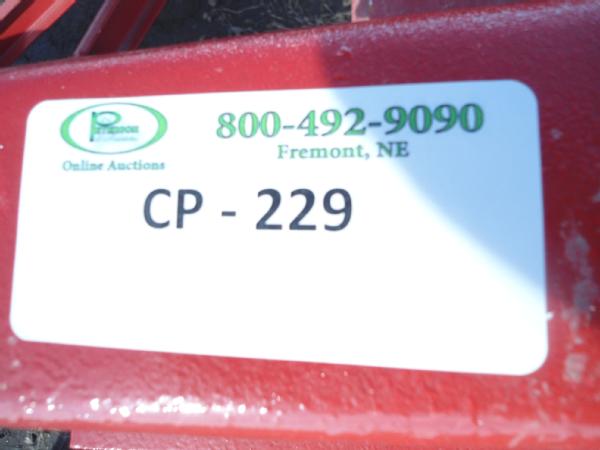 800-492-9090
Fremont, NE
Online Auctions
CP - 229